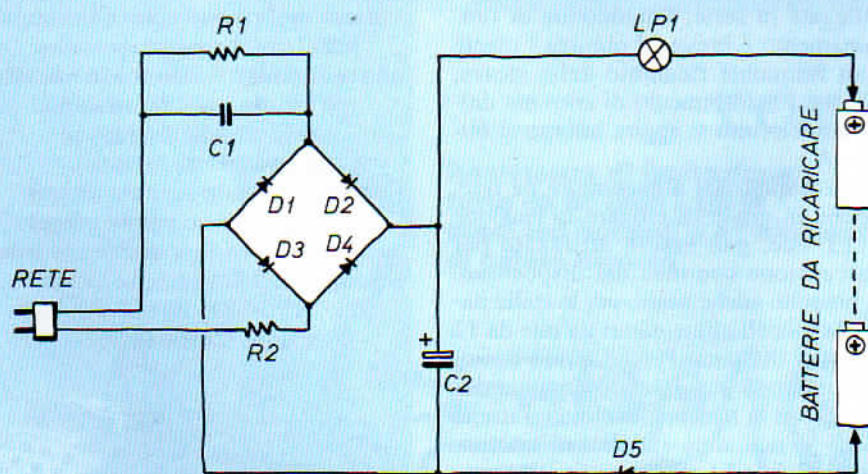 R1
C1
D1
D2
D3
D4
RETE
R2
+
C2
LP1
D5
BATTERIE DA RICARICARE
+
+